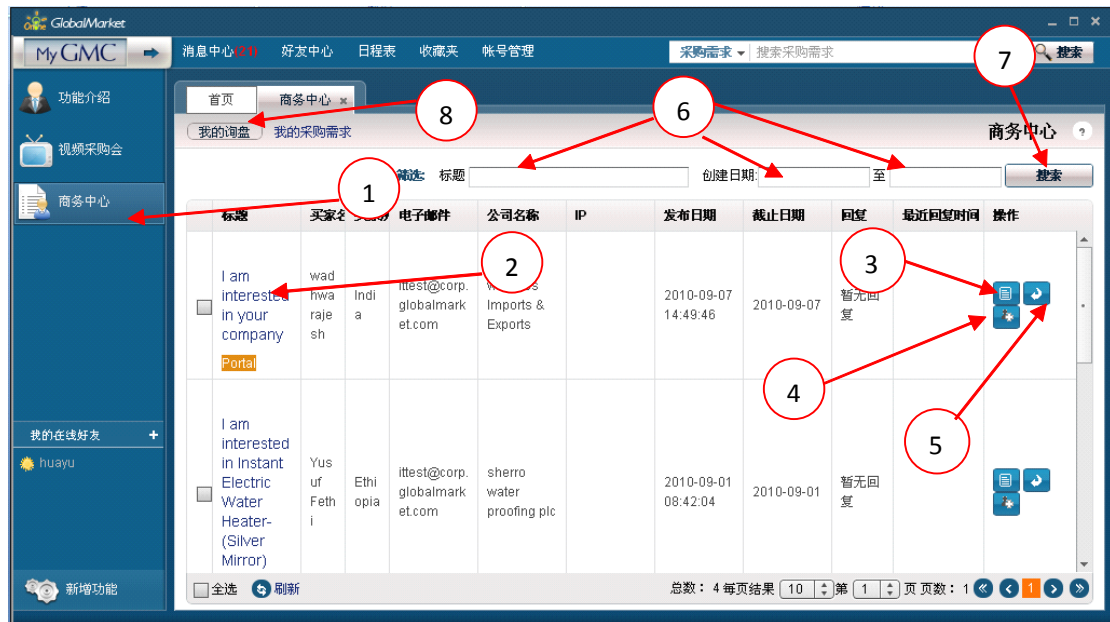 GlobalMarket
My GMC
消息中心(21) 好友中心 日程表 收藏夹 帐号管理
采购需求 搜索采购需求
搜索
7
功能介绍
视频采购会
商务中心
首页 商务中心 ×
8
6
我的询盘 我的采购需求
商务中心 ?
筛选: 标题 创建日期: 至 搜索
1
标题 电子邮件 公司名称 IP 发布日期 截止日期 回复 最近回复时间 操作
2
3
I am
interested
in your
company
Portal
wad
hwa
raje
sh
Indi
a
ittest@corp.
globalmark
et.com
Imports &
Exports
2010-09-07
14:49:46
2010-09-07
暂无回
复
4
5
I am
interested
in Instant
Electric
Water
Heater-
(Silver
Mirror)
Yus
uf
Feth
i
Ethi
opia
ittest@corp.
globalmark
et.com
sherro
water
proofing plc
2010-09-01
08:42:04
2010-09-01
暂无回
复
我的在线好友 +
huayu
新增功能
全选 刷新
总数: 4 每页结果 10 第 1 页 页数: 1 1